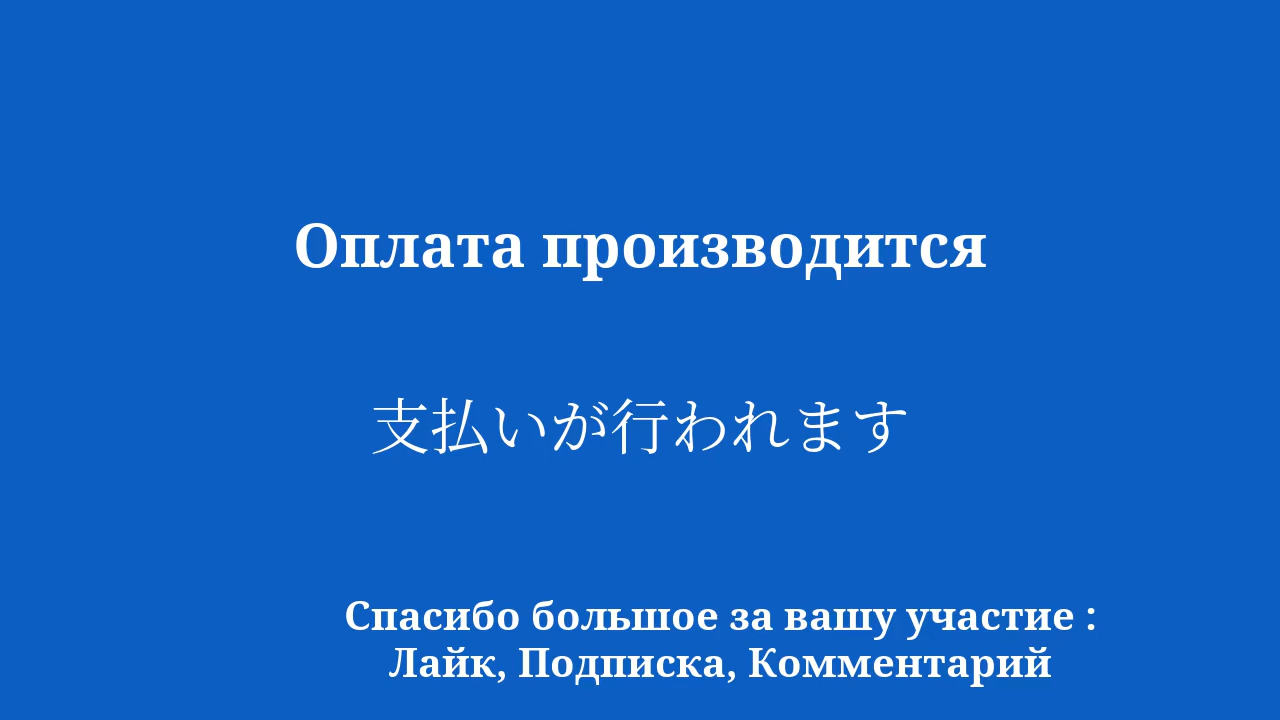 Оплата производится
支払いが行われます
Спасибо большое за вашу участие :
Лайк, Подписка, Комментарий